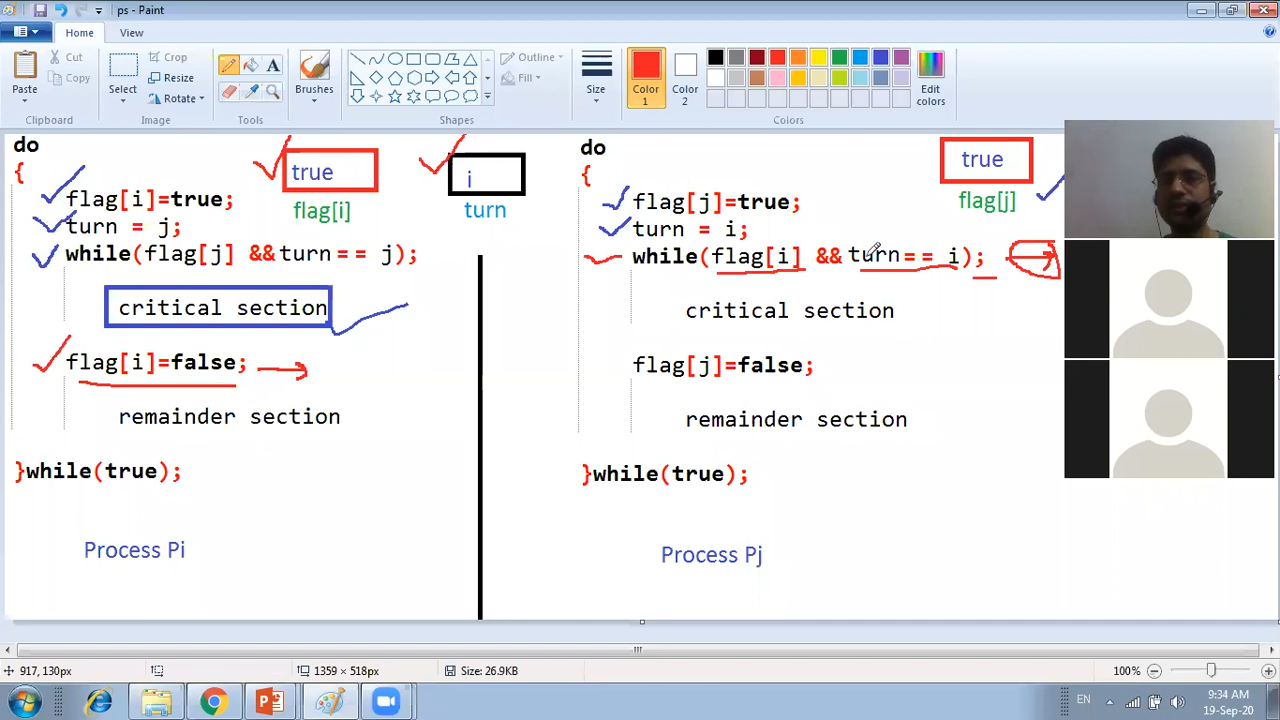 ps - Paint
Home View
Paste
Cut
Copy
Clipboard
Select
Crop
Resize
Rotate
Image
A
Tools
Brushes
Outline
Fill
Shapes
Size
Color 1
Color 2
Edit colors
Colors
do
{
true
i
flag[i]=true;
flag[i]
turn
turn = j;
while(flag[j] &&turn== j);
critical section
flag[i]=false;
remainder section
}while(true);
Process Pi
do
{
true
flag[j]=true;
flag[j]
turn = i;
while(flag[i] &&turn== i);
critical section
flag[j]=false;
remainder section
}while(true);
Process Pj
917, 130px
1359 × 518px
Size: 26.9KB
100%
EN
9:34 AM
19-Sep-20